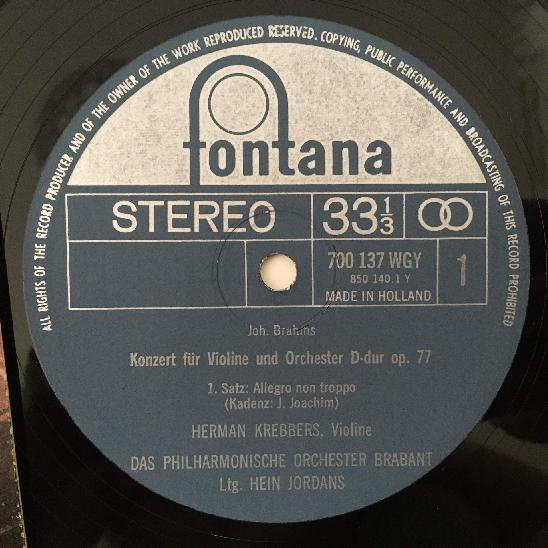 ALL RIGHTS OF THE RECORD PRODUCER AND OF THE OWNER OF THE WORK REPRODUCED RESERVED. COPYING, PUBLIC PERFORMANCE AND BROADCASTING OF THIS RECORD PROHIBITED
fontana
STEREO 33 1/3
700 137 WGY 1
850 140.1 Y
MADE IN HOLLAND
Joh. Brahms
Konzert für Violine und Orchester D-dur op. 77
1. Satz: Allegro non troppo
(Kadenz: J. Joachim)
HERMAN KREBBERS, Violine
DAS PHILHARMONISCHE ORCHESTER BRABANT
Ltg. HEIN JORDANS